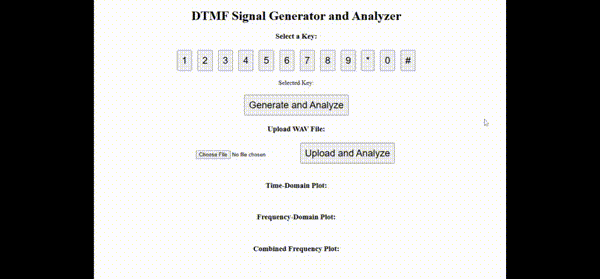 DTMF Signal Generator and Analyzer
Select a Key:
1 2 3 4 5 6 7 8 9 * 0 #
Selected Key:
Generate and Analyze
Upload WAV File:
Choose File No file chosen Upload and Analyze
Time-Domain Plot:
Frequency-Domain Plot:
Combined Frequency Plot: